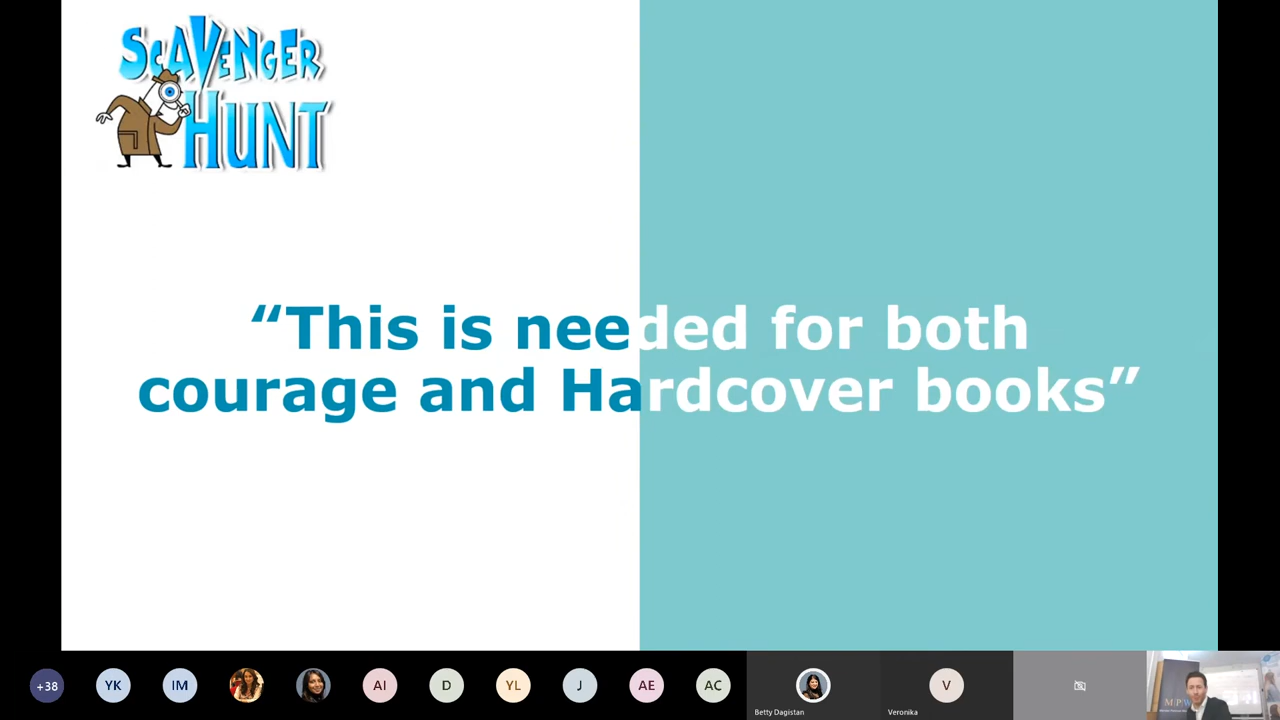 SCAVENGER
HUNT
“This is needed for both
courage and Hardcover books”
+38
YK
IM
AI
D
YL
J
AE
AC
V
Betty Dagistan
Veronika